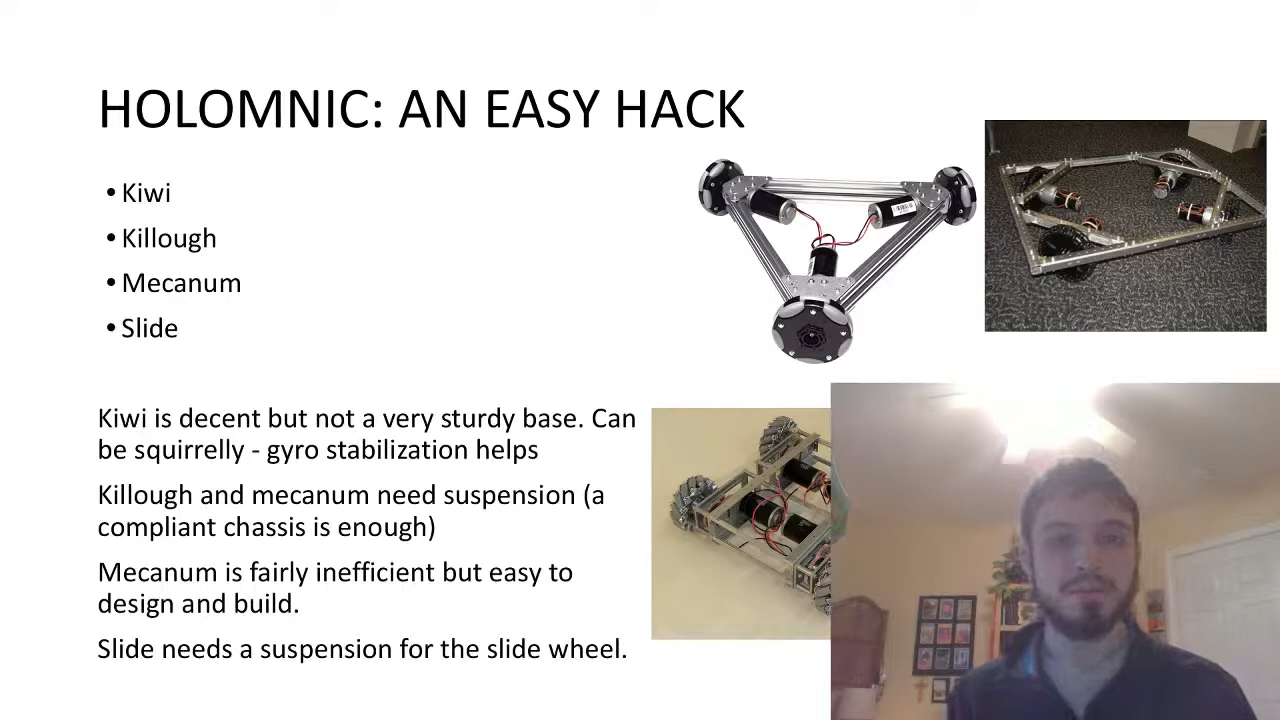 HOLOMNIC: AN EASY HACK
• Kiwi
• Killough
• Mecanum
• Slide
Kiwi is decent but not a very sturdy base. Can
be squirrelly - gyro stabilization helps
Killough and mecanum need suspension (a
compliant chassis is enough)
Mecanum is fairly inefficient but easy to
design and build.
Slide needs a suspension for the slide wheel.